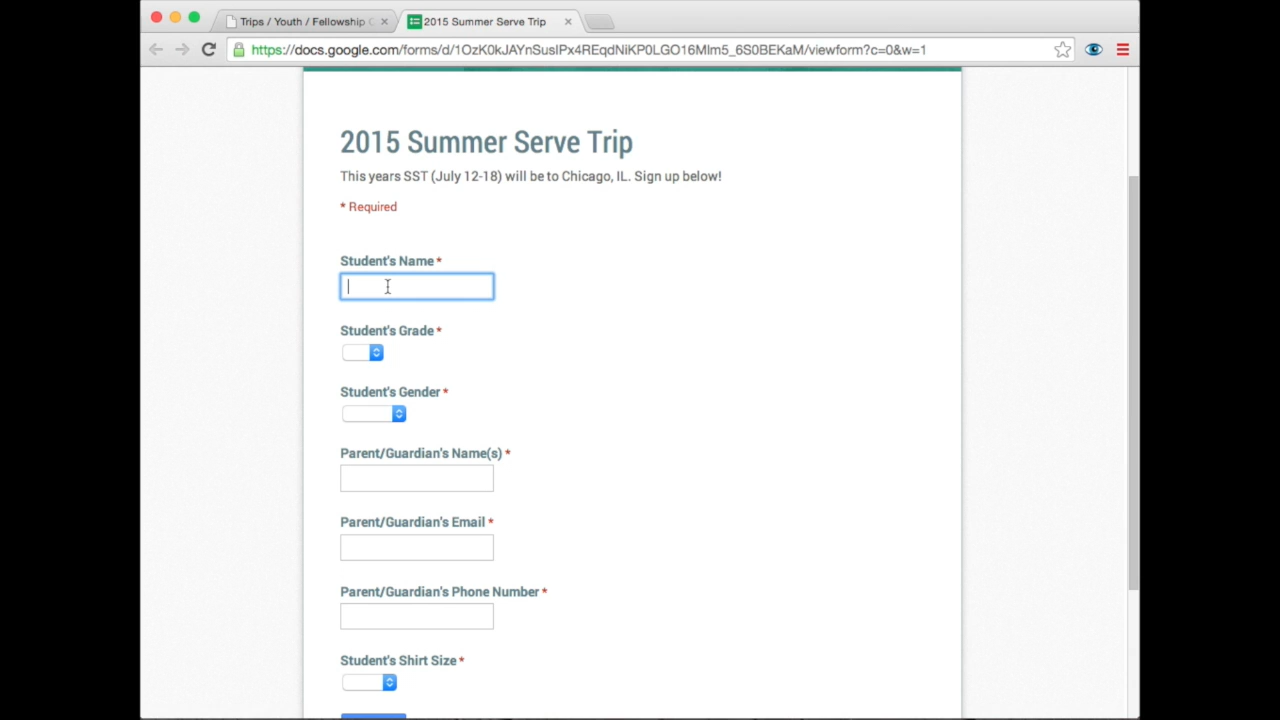 Trips / Youth / Fellowship
2015 Summer Serve Trip
https://docs.google.com/forms/d/1OzK0kJAYnSuslPx4REqdNiKP0LGO16MIm5_6S0BEKaM/viewform?c=0&w=1
2015 Summer Serve Trip
This years SST (July 12-18) will be to Chicago, IL. Sign up below!
* Required
Student's Name *
Student's Grade *
Student's Gender *
Parent/Guardian's Name(s) *
Parent/Guardian's Email *
Parent/Guardian's Phone Number *
Student's Shirt Size *